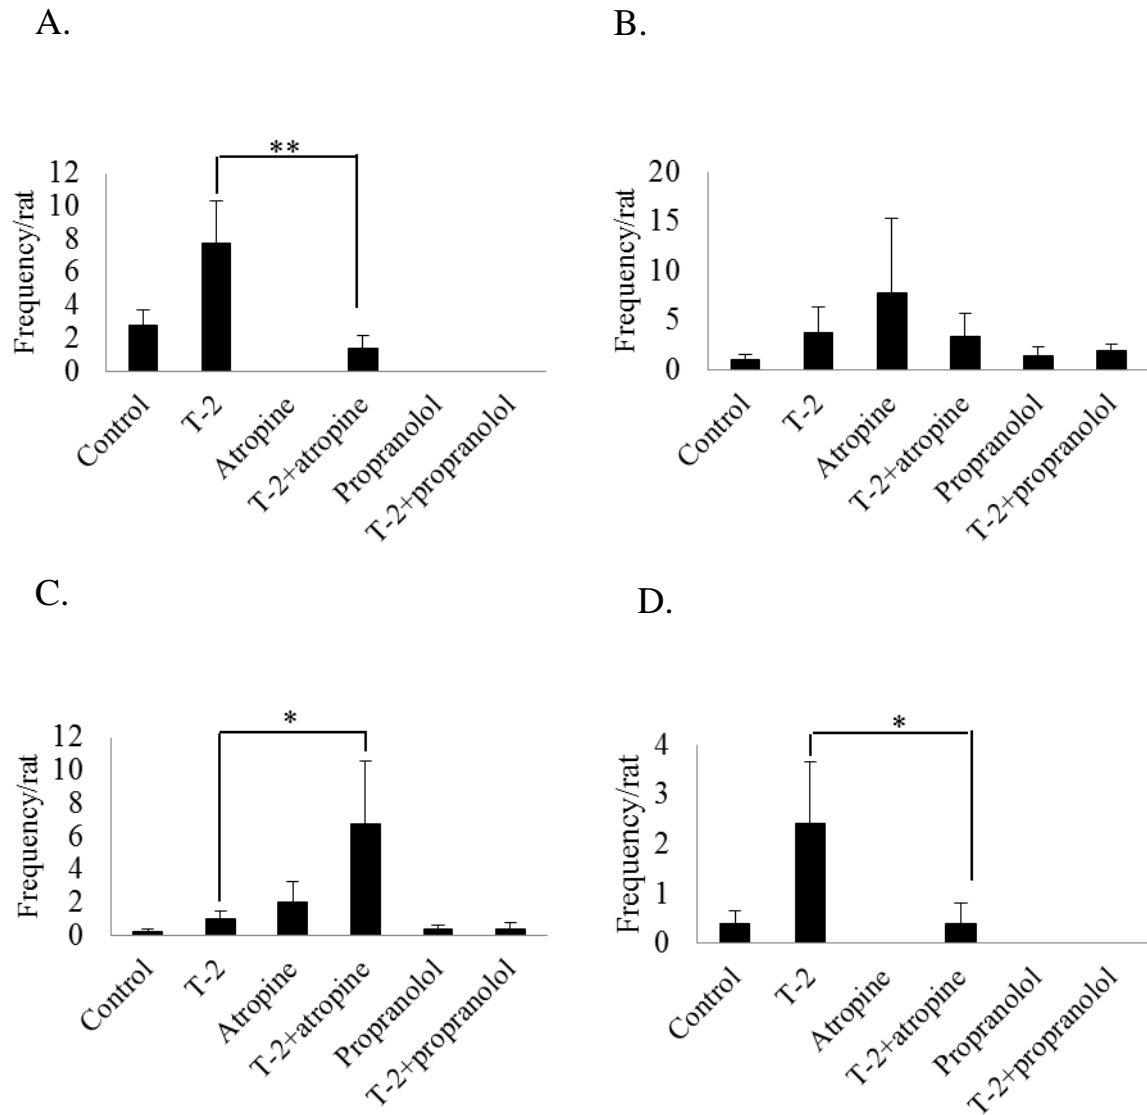 A.
**
12
10
8
6
4
2
0
Frequency/rat
Control
T-2
Atropine
T-2+atropine
Propranolol
T-2+propranolol
B.
20
15
10
5
0
Frequency/rat
Control
T-2
Atropine
T-2+atropine
Propranolol
T-2+propranolol
C.
*
12
10
8
6
4
2
0
Frequency/rat
Control
T-2
Atropine
T-2+atropine
Propranolol
T-2+propranolol
D.
*
4
3
2
1
0
Frequency/rat
Control
T-2
Atropine
T-2+atropine
Propranolol
T-2+propranolol